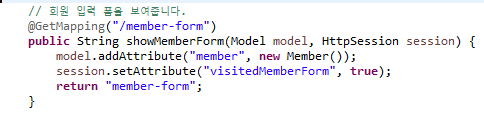 // 회원 입력 폼을 보여줍니다.
@GetMapping("/member-form")
public String showMemberForm(Model model, HttpSession session) {
    model.addAttribute("member", new Member());
    session.setAttribute("visitedMemberForm", true);
    return "member-form";
}